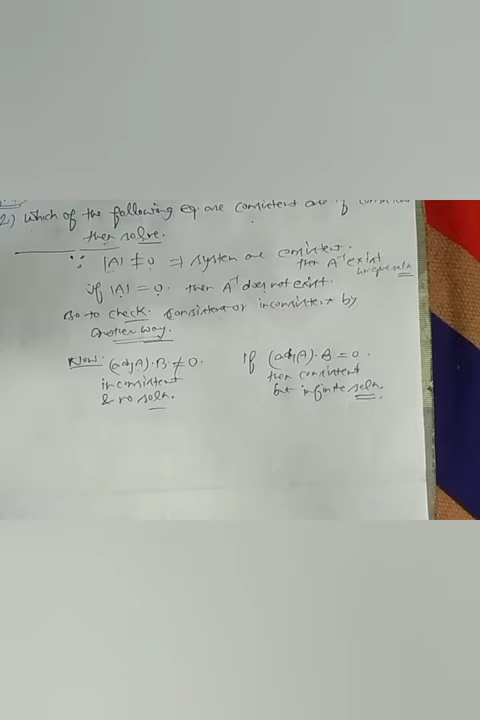 2) Which of the following eq. are consistent and if consistent
then solve.
∵ |A| ≠ 0 ⇒ system are consistent.
then A⁻¹ exist
unique soln
if |A| = 0. then A⁻¹ does not exist.
so to check consistent or inconsistent by
another way.
Now. (adjA).B ≠ 0.
inconsistent
& no soln.
If (adjA).B = 0.
then consistent
but infinite soln.